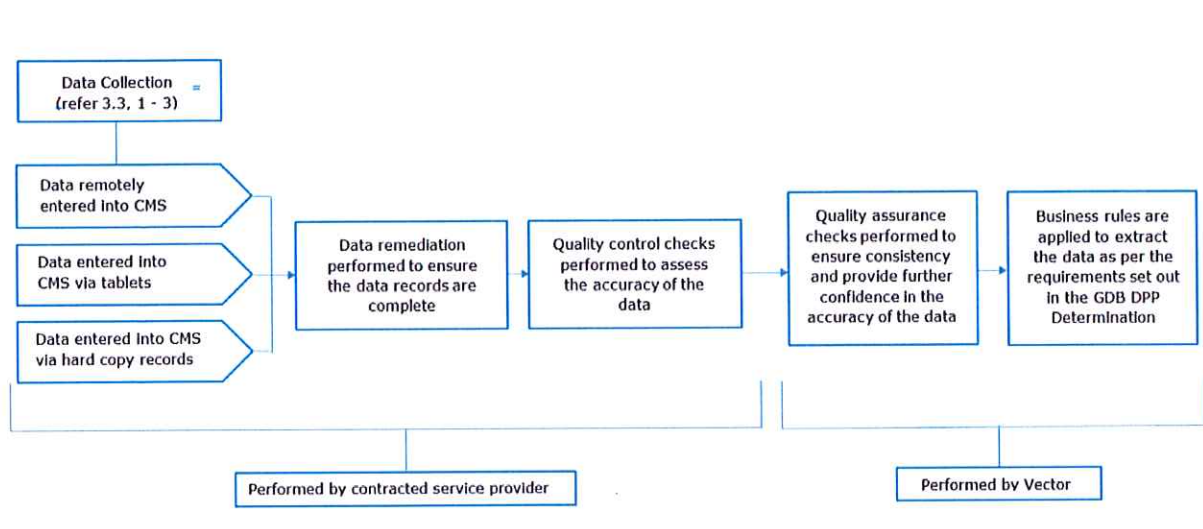 Data Collection =
(refer 3.3, 1 - 3)
Data remotely
entered into CMS
Data entered into
CMS via tablets
Data entered into CMS
via hard copy records
Data remediation
performed to ensure
the data records are
complete
Quality control checks
performed to assess
the accuracy of the
data
Quality assurance
checks performed to
ensure consistency
and provide further
confidence in the
accuracy of the data
Business rules are
applied to extract
the data as per the
requirements set out
in the GDB DPP
Determination
Performed by contracted service provider
Performed by Vector